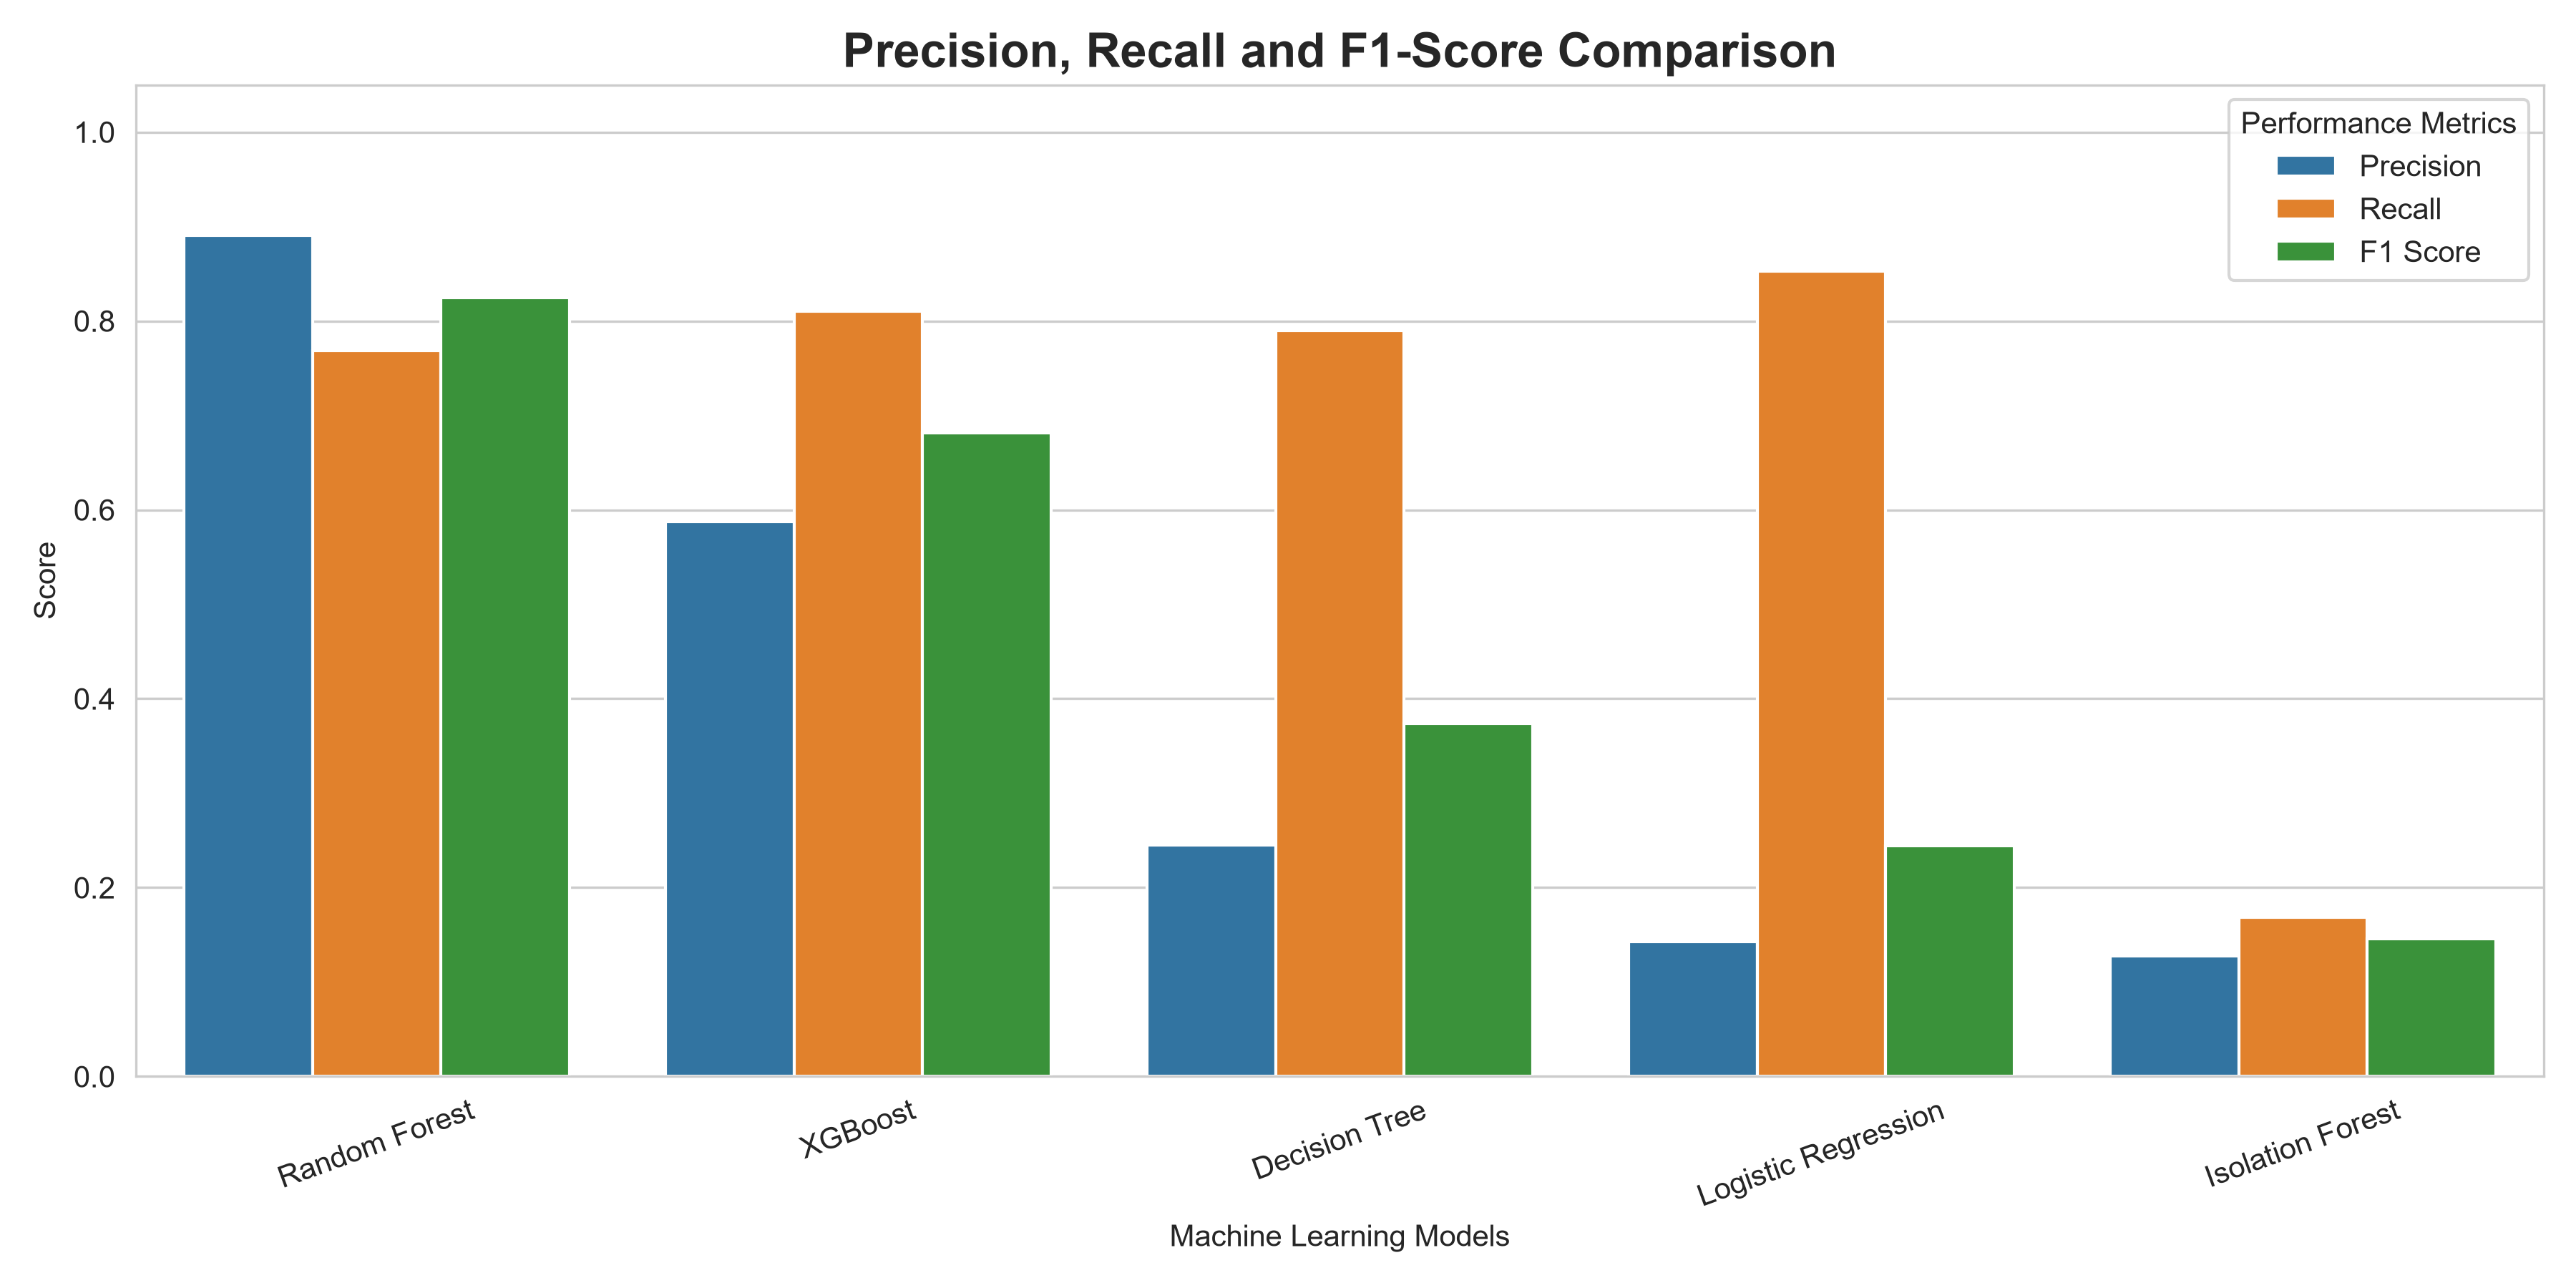 Precision, Recall and F1-Score Comparison
Performance Metrics
Precision
Recall
F1 Score
1.0
0.8
0.6
0.4
0.2
0.0
Score
Random Forest
XGBoost
Decision Tree
Logistic Regression
Isolation Forest
Machine Learning Models